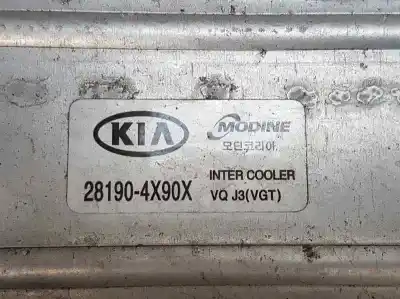 KIA
MODINE
모딘코리아
28190-4X90X
INTER COOLER
VQ J3(VGT)